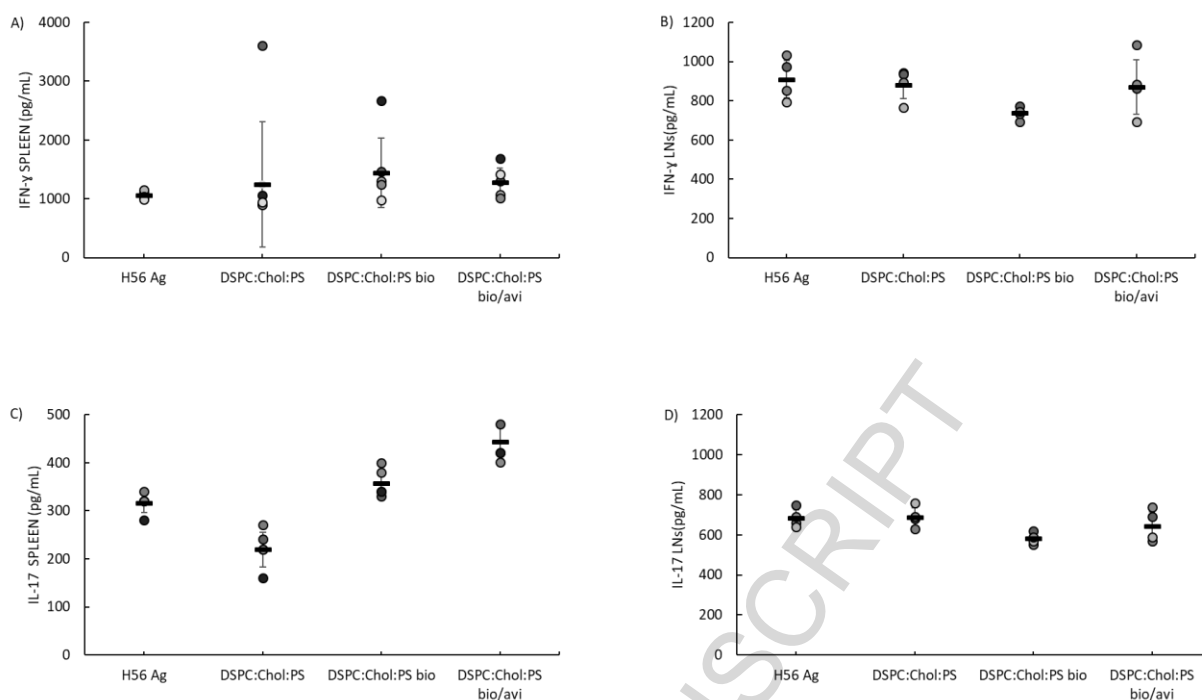 A)
IFN-ɣ SPLEEN (pg/mL)
4000
3000
2000
1000
0
H56 Ag
DSPC:Chol:PS
DSPC:Chol:PS bio
DSPC:Chol:PS
bio/avi
B)
IFN-ɣ LNs(pg/mL)
1200
1000
800
600
400
200
0
H56 Ag
DSPC:Chol:PS
DSPC:Chol:PS bio
DSPC:Chol:PS
bio/avi
C)
IL-17 SPLEEN (pg/mL)
500
400
300
200
100
0
H56 Ag
DSPC:Chol:PS
DSPC:Chol:PS bio
DSPC:Chol:PS
bio/avi
D)
IL-17 LNs(pg/mL)
1200
1000
800
600
400
200
0
H56 Ag
DSPC:Chol:PS
DSPC:Chol:PS bio
DSPC:Chol:PS
bio/avi